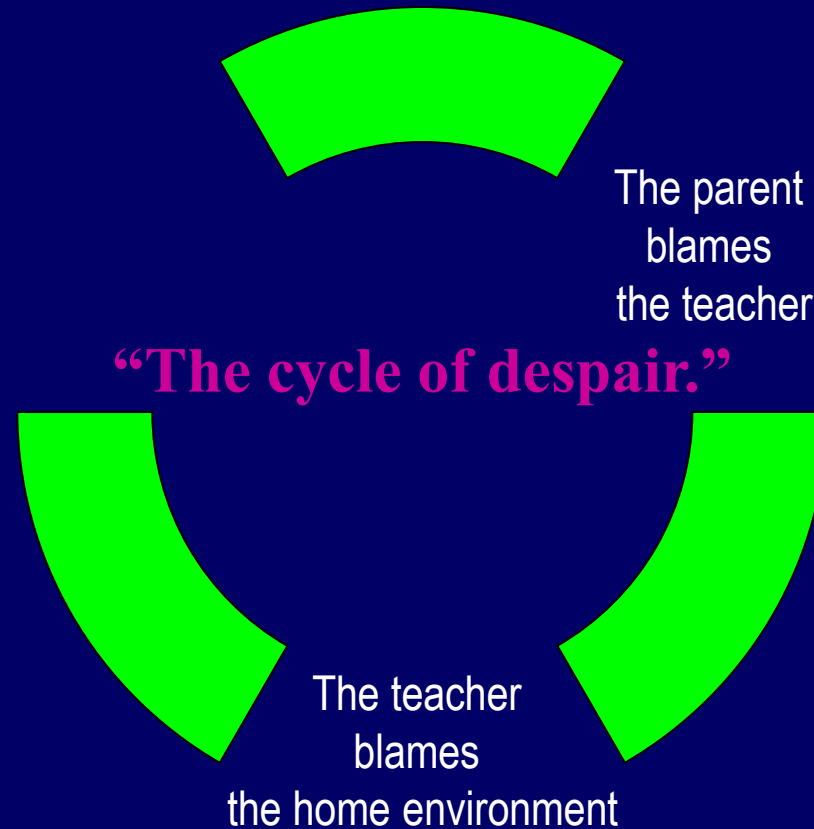 The parent
blames
the teacher
“The cycle of despair.”
The teacher
blames
the home environment